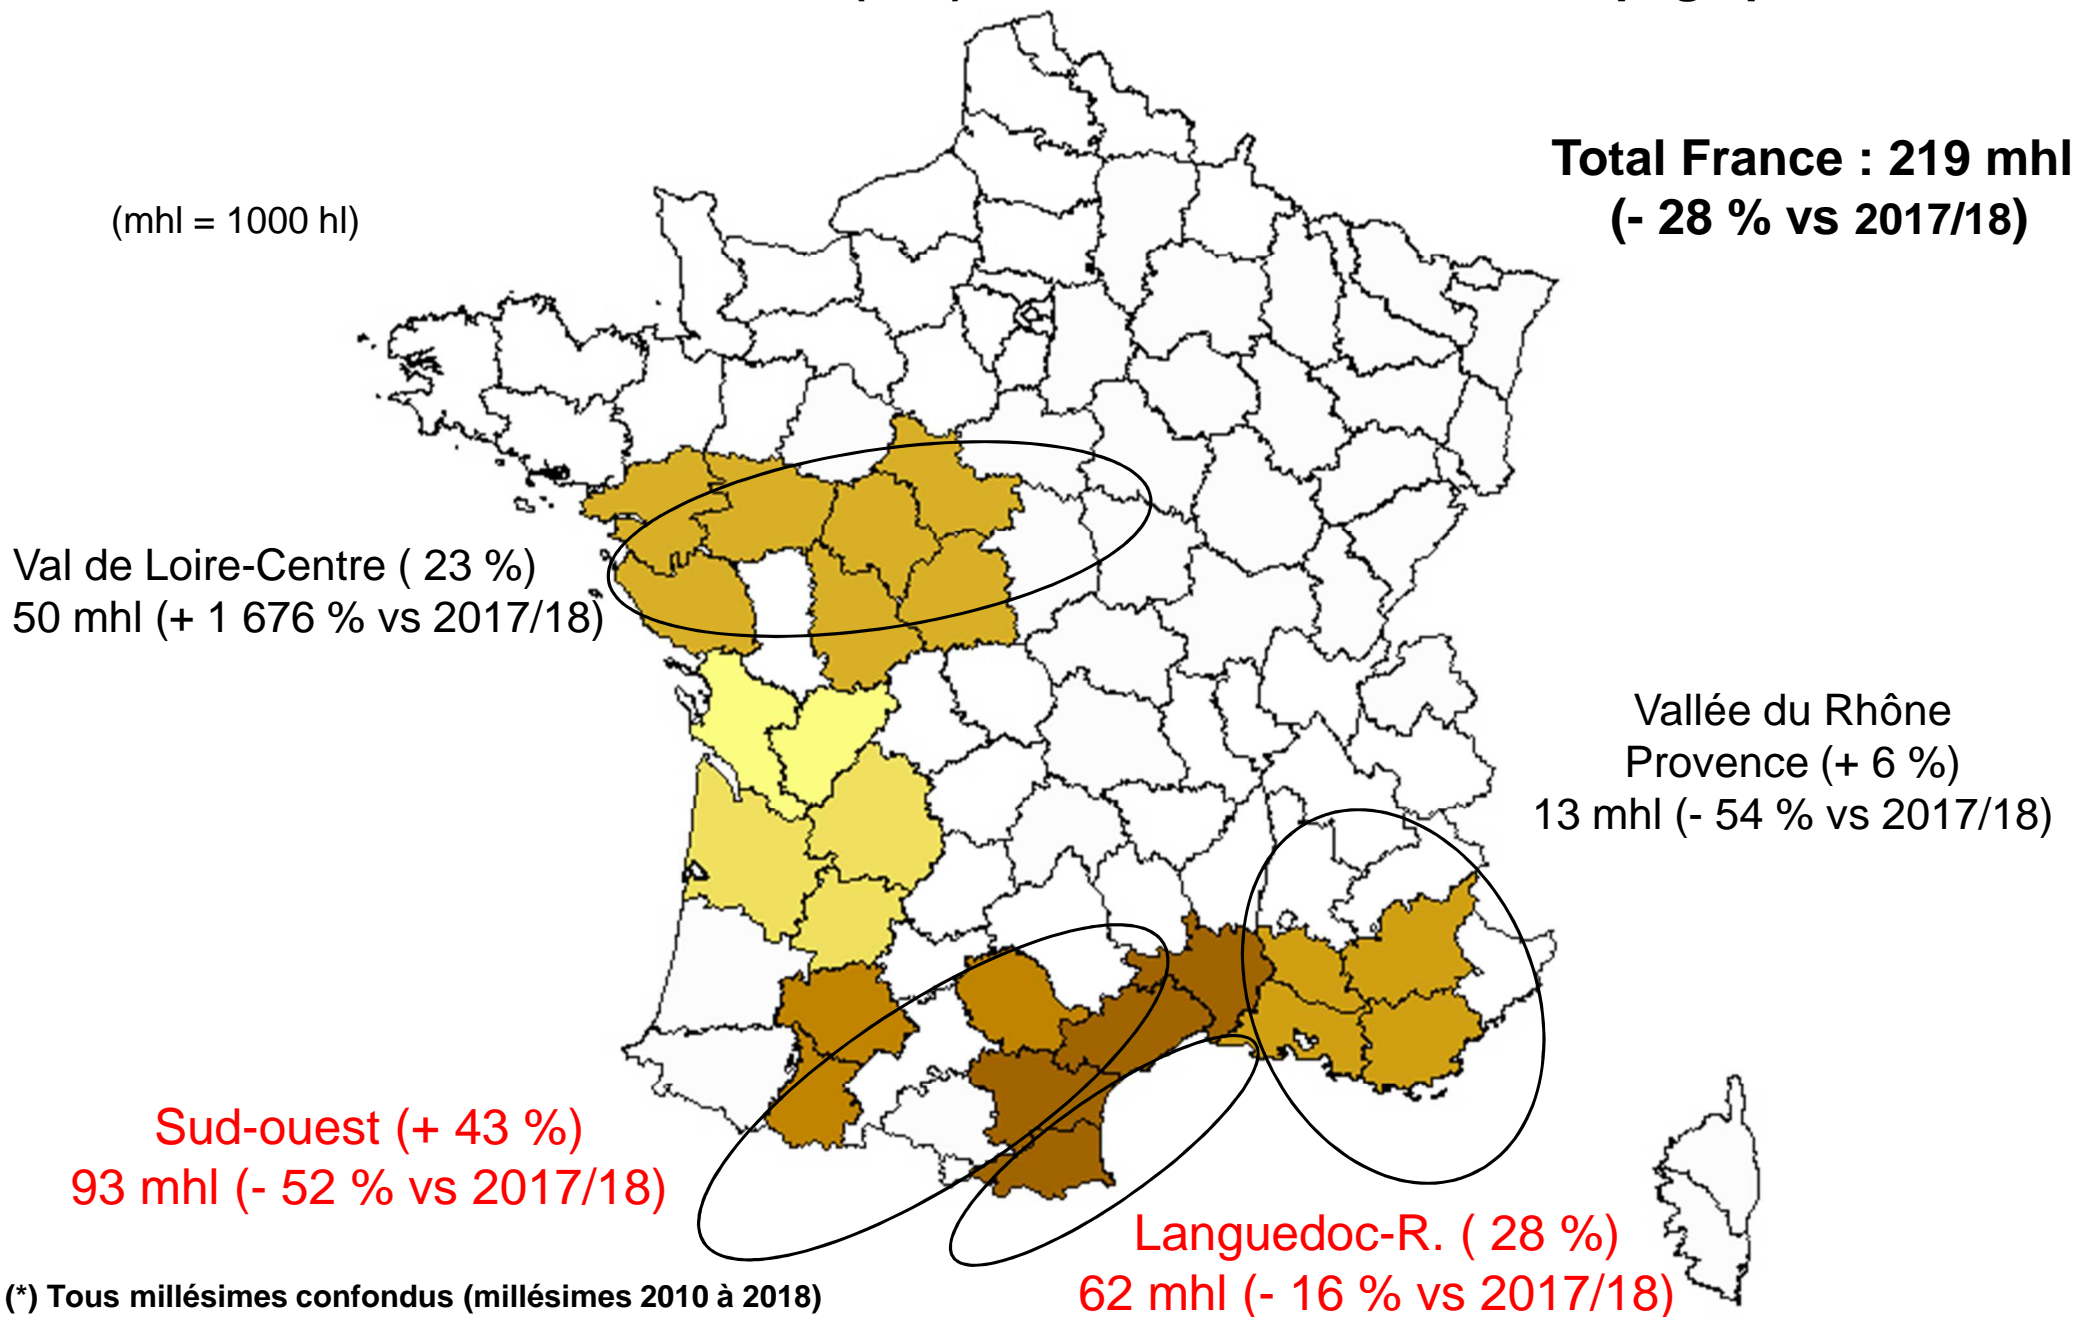 Total France : 219 mhl
(- 28 % vs 2017/18)
(mhl = 1000 hl)
Val de Loire-Centre ( 23 %)
50 mhl (+ 1 676 % vs 2017/18)
Vallée du Rhône
Provence (+ 6 %)
13 mhl (- 54 % vs 2017/18)
Sud-ouest (+ 43 %)
93 mhl (- 52 % vs 2017/18)
Languedoc-R. ( 28 %)
62 mhl (- 16 % vs 2017/18)
(*) Tous millésimes confondus (millésimes 2010 à 2018)